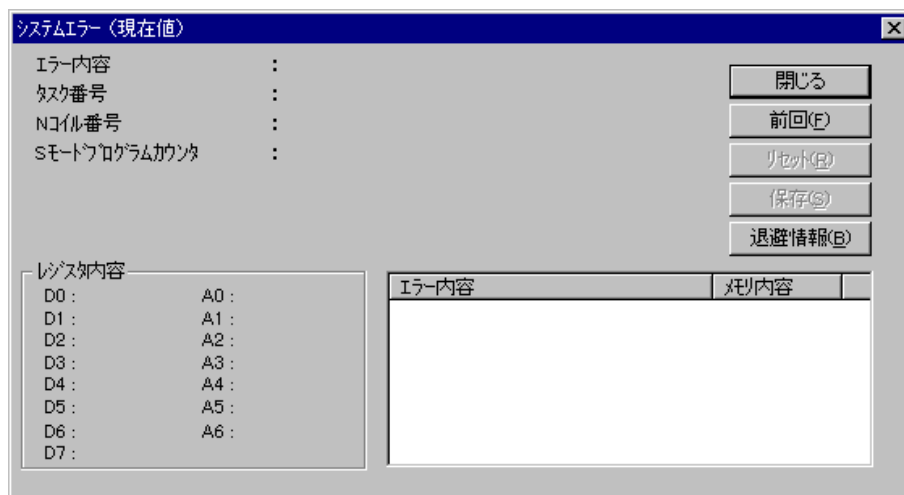 システムエラー（現在値）
エラー内容 :
タスク番号 :
Nコイル番号 :
Sモードプログラムカウンタ :
閉じる
前回(F)
リセット(R)
保存(S)
退避情報(B)
レジスタ内容
D0 : A0 :
D1 : A1 :
D2 : A2 :
D3 : A3 :
D4 : A4 :
D5 : A5 :
D6 : A6 :
D7 :
エラー内容 メモリ内容